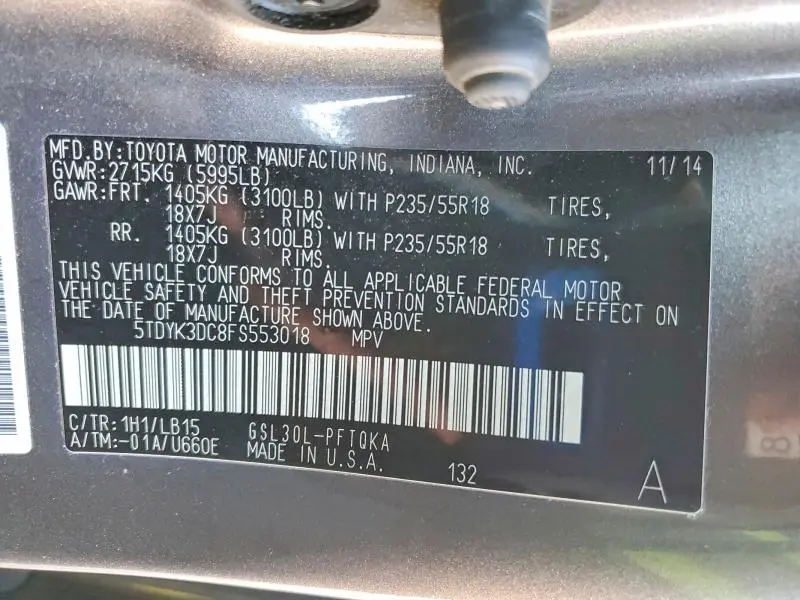 MFD.BY:TOYOTA MOTOR MANUFACTURING, INDIANA, INC. 11/14
GVWR:2715KG (5995LB)
GAWR:FRT. 1405KG (3100LB) WITH P235/55R18 TIRES,
18X7J RIMS.
RR. 1405KG (3100LB) WITH P235/55R18 TIRES,
18X7J RIMS.
THIS VEHICLE CONFORMS TO ALL APPLICABLE FEDERAL MOTOR
VEHICLE SAFETY AND THEFT PREVENTION STANDARDS IN EFFECT ON
THE DATE OF MANUFACTURE SHOWN ABOVE.
5TDYK3DC8FS553018 MPV
C/TR:1H1/LB15 GSL30L-PFTQKA
A/TM:-01A/U660E MADE IN U.S.A. 132
A
8